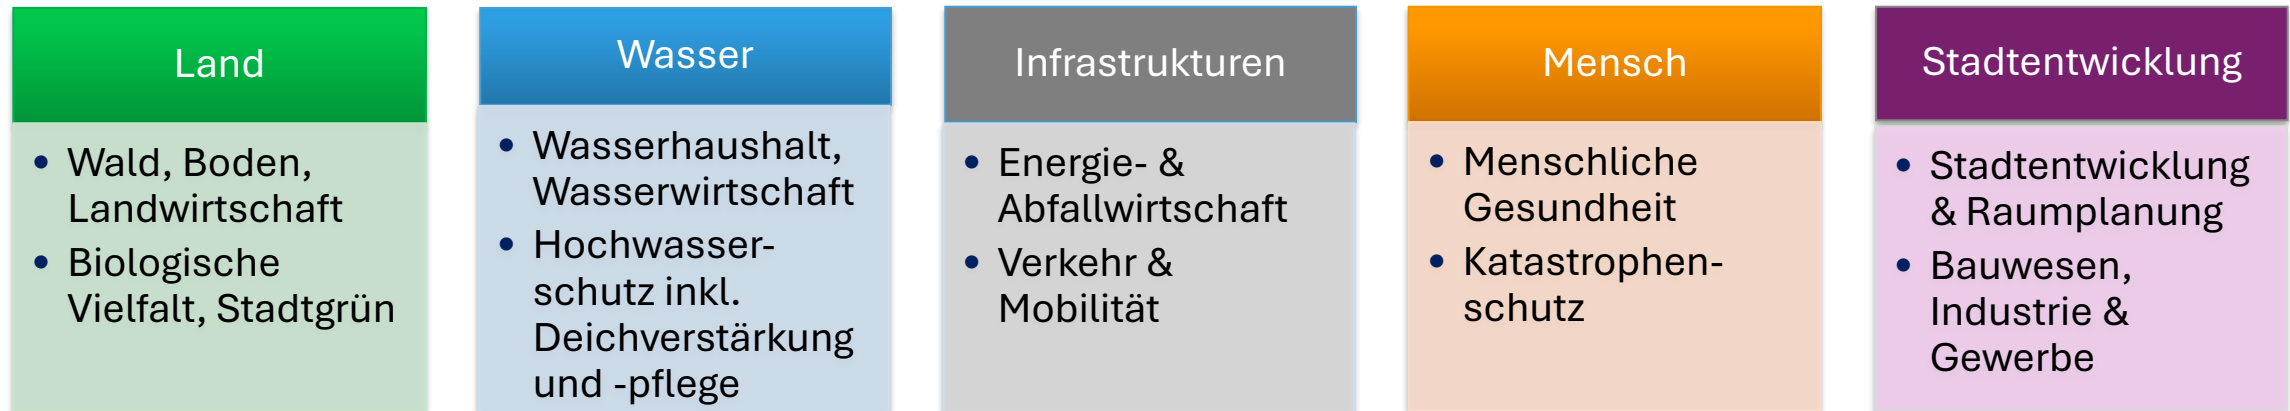 Land
• Wald, Boden,
Landwirtschaft
• Biologische
Vielfalt, Stadtgrün
Wasser
• Wasserhaushalt,
Wasserwirtschaft
• Hochwasser-
schutz inkl.
Deichverstärkung
und -pflege
Infrastrukturen
• Energie- &
Abfallwirtschaft
• Verkehr &
Mobilität
Mensch
• Menschliche
Gesundheit
• Katastrophen-
schutz
Stadtentwicklung
• Stadtentwicklung
& Raumplanung
• Bauwesen,
Industrie &
Gewerbe